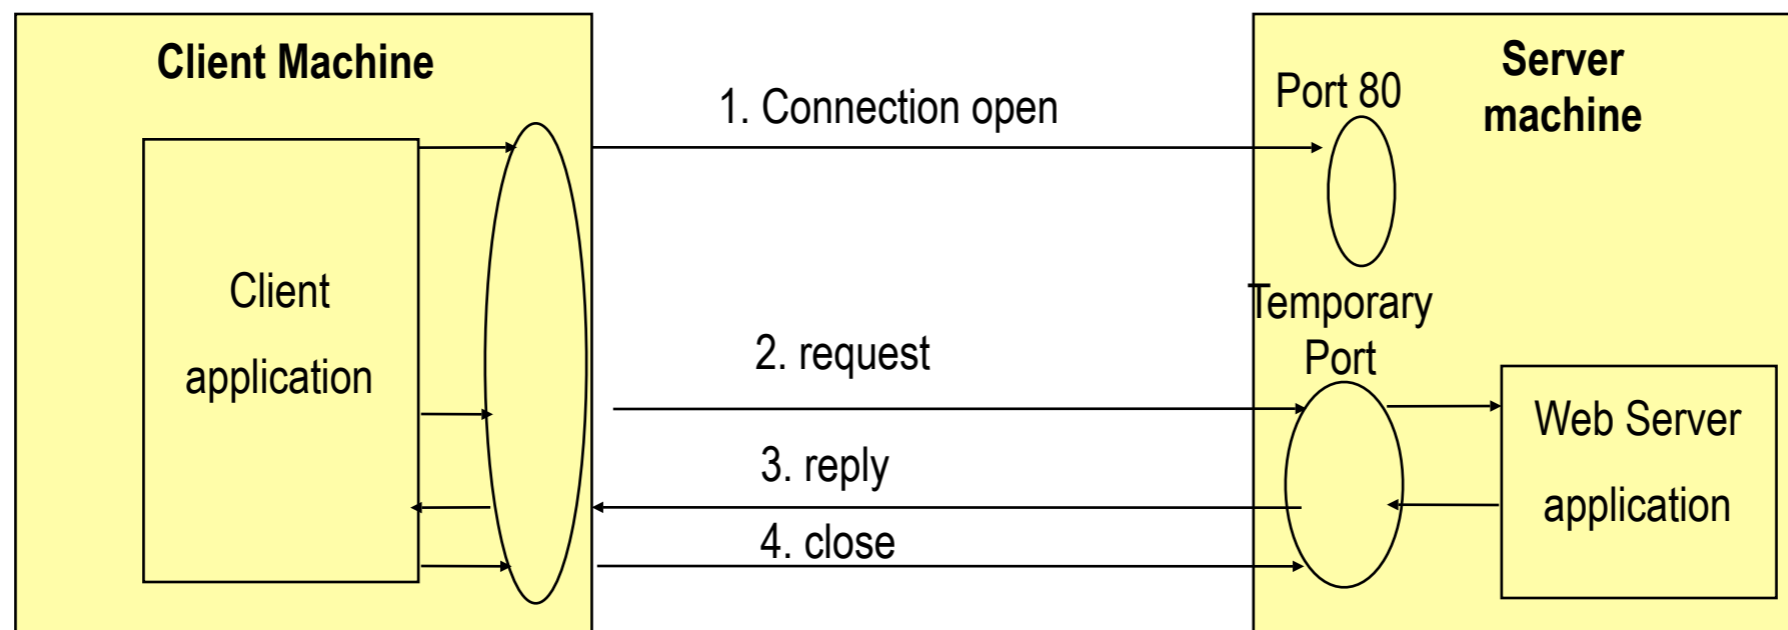 Client Machine
Client
application
1. Connection open
2. request
3. reply
4. close
Server
machine
Port 80
Temporary
Port
Web Server
application